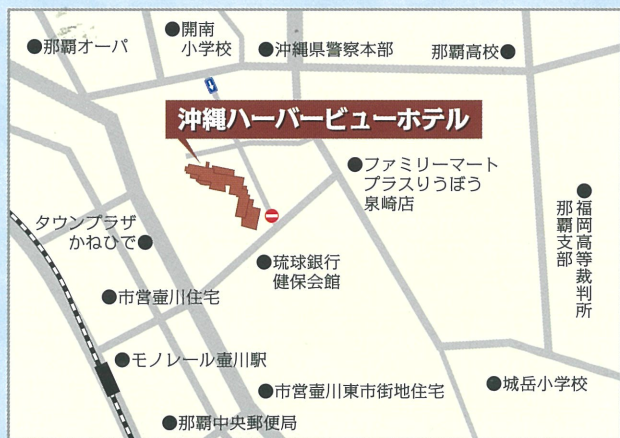 開南
小学校
那覇オーパ
沖縄県警察本部
那覇高校
沖縄ハーバービューホテル
ファミリーマート
プラスりうぼう
泉崎店
福岡高等裁判所
那覇支部
タウンプラザ
かねひで
琉球銀行
健保会館
市営壷川住宅
モノレール壷川駅
市営壷川東市街地住宅
城岳小学校
那覇中央郵便局